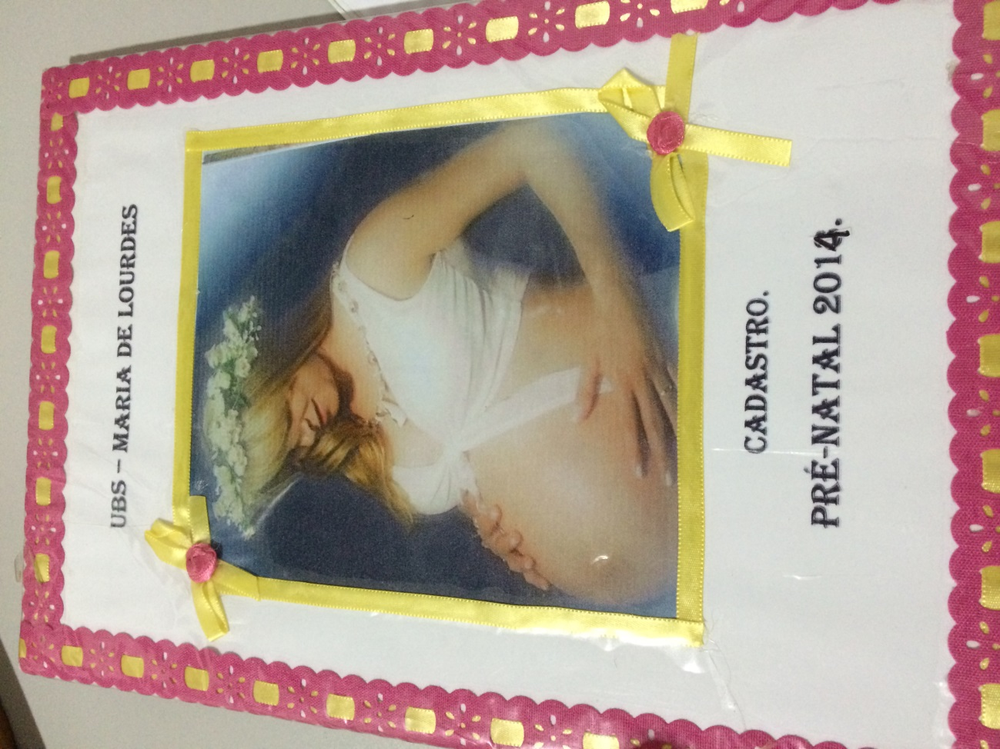 UBS – MARIA DE LOURDES
CADASTRO.
PRÉ-NATAL 2014.